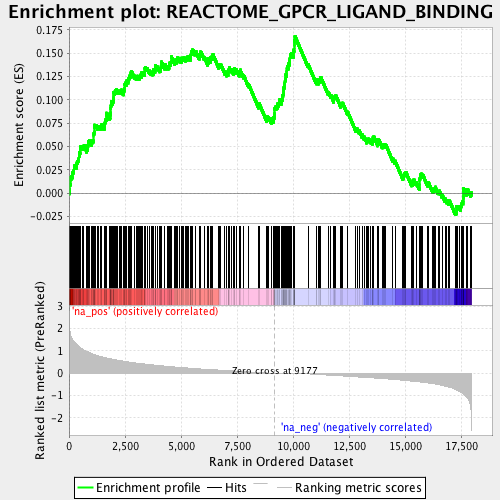 Enrichment plot: REACTOME_GPCR_LIGAND_BINDING
Enrichment score (ES)
0.175
0.150
0.125
0.100
0.075
0.050
0.025
0.000
-0.025
'na_pos' (positively correlated)
Ranked list metric (PreRanked)
3
2
1
0
-1
-2
Zero cross at 9177
'na_neg' (negatively correlated)
0
2,500
5,000
7,500
10,000
12,500
15,000
17,500
Rank in Ordered Dataset
Enrichment profile
Hits
Ranking metric scores